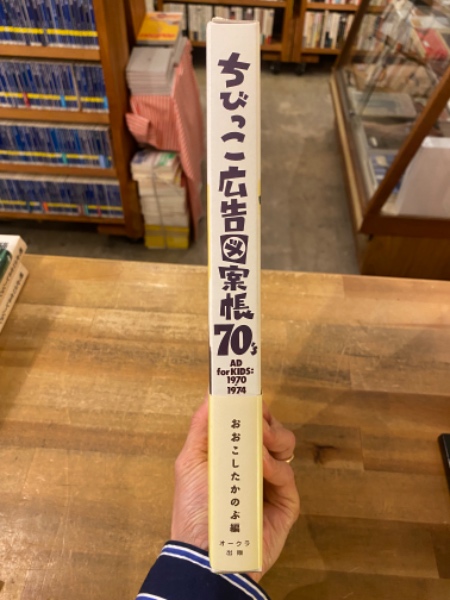 ちびっこ広告図案帳
70's
AD
for KIDS:
1970
1974
おおこしたかのぶ編
オークラ
出版